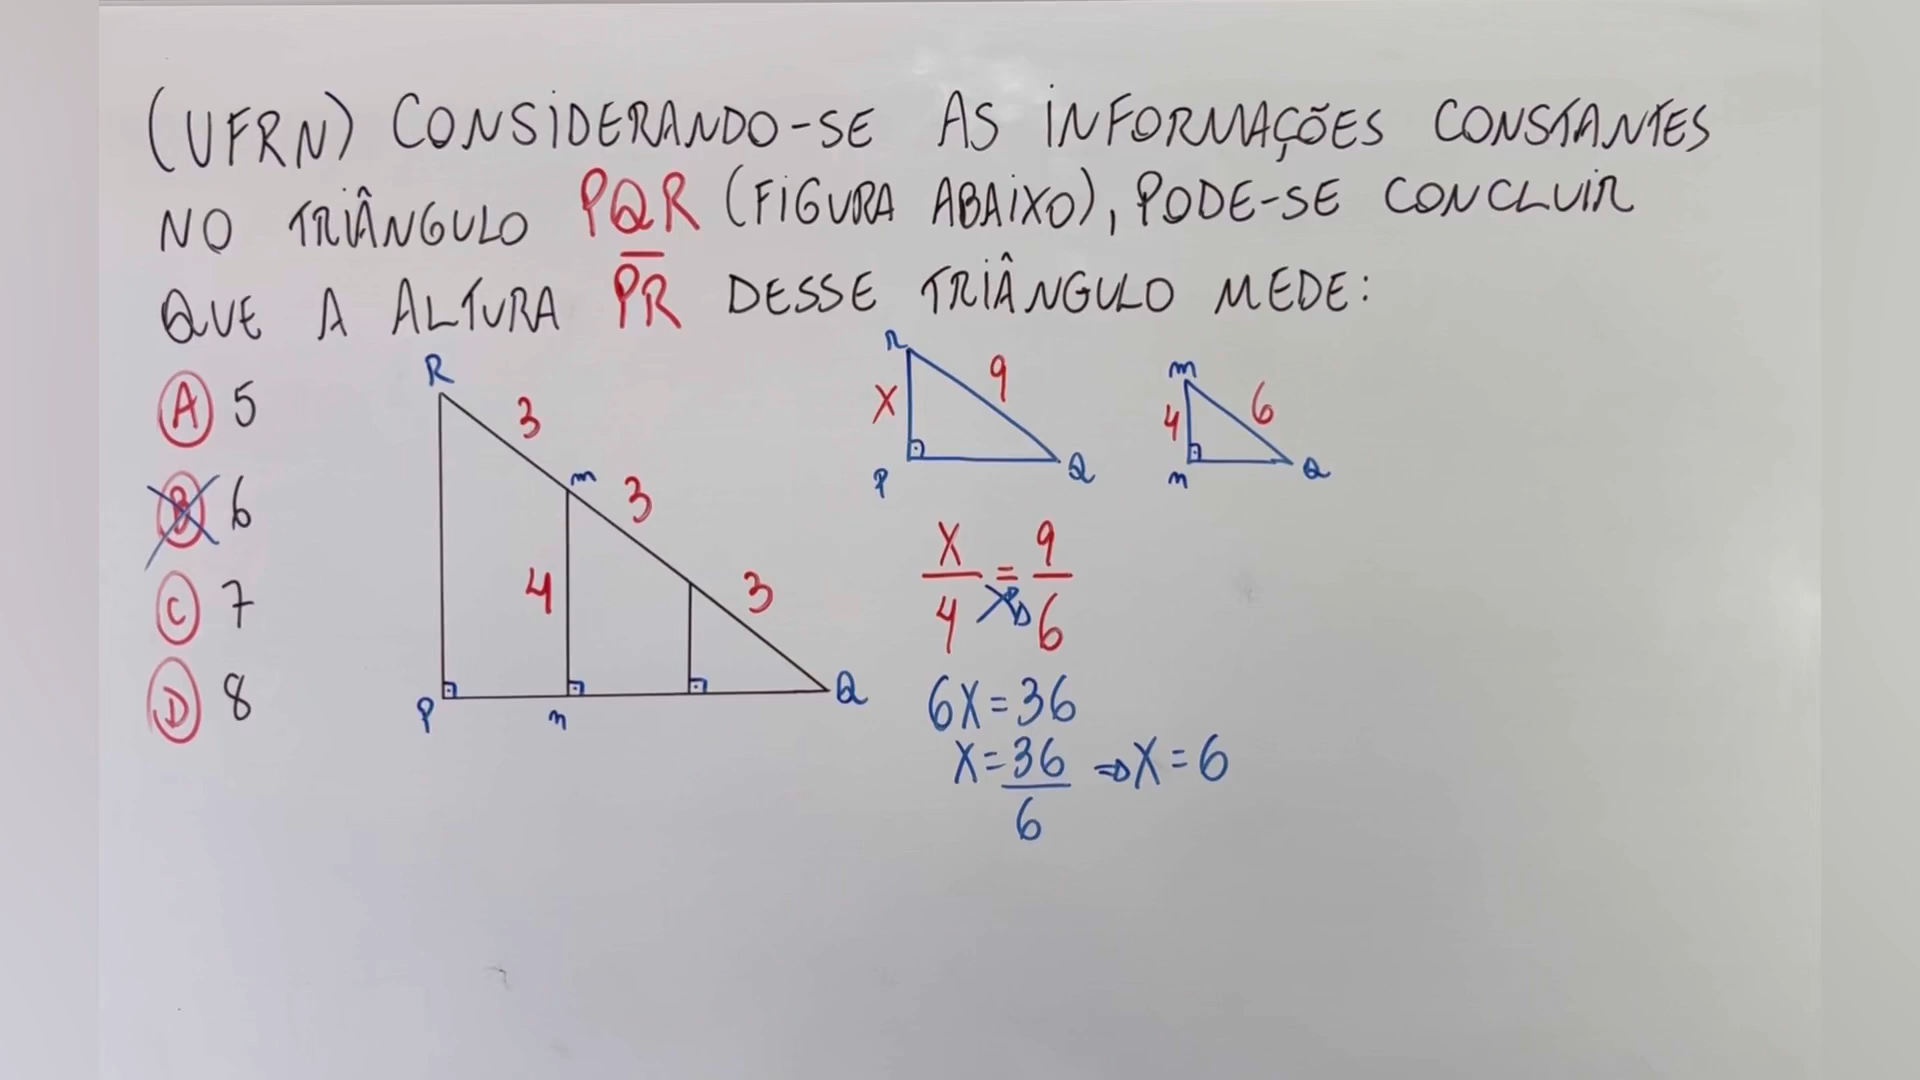 (UFRN) CONSIDERANDO-SE AS INFORMAÇÕES CONSTANTES
NO TRIÂNGULO PQR (FIGURA ABAIXO), PODE-SE CONCLUIR
QUE A ALTURA P̅R̅ DESSE TRIÂNGULO MEDE:
A 5
B 6
C 7
D 8
R
3
m
3
4
3
P
n
Q
R
X
9
P
Q
m
4
6
n
Q
X/4 = 9/6
6X=36
X=36/6 ⇒ X=6